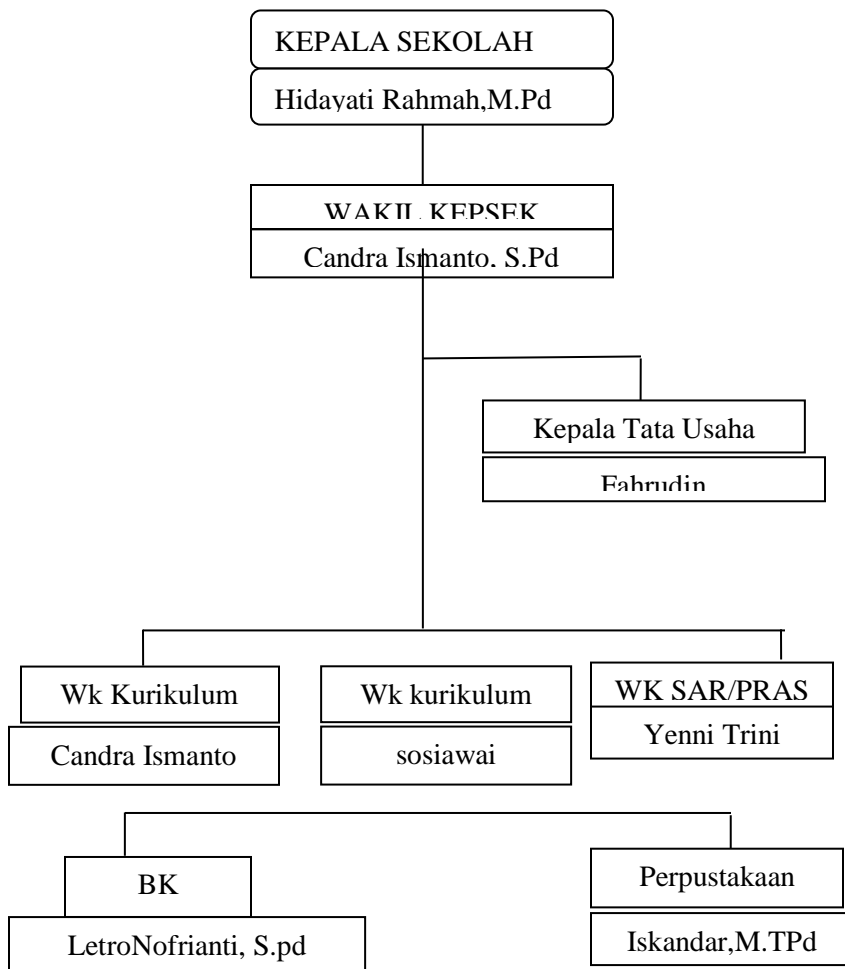 KEPALA SEKOLAH
Hidayati Rahmah,M.Pd
WAKIL KEPSEK
Candra Ismanto, S.Pd
Kepala Tata Usaha
Fahrudin
Wk Kurikulum
Candra Ismanto
Wk kurikulum
sosiawai
WK SAR/PRAS
Yenni Trini
BK
LetroNofrianti, S.pd
Perpustakaan
Iskandar,M.TPd